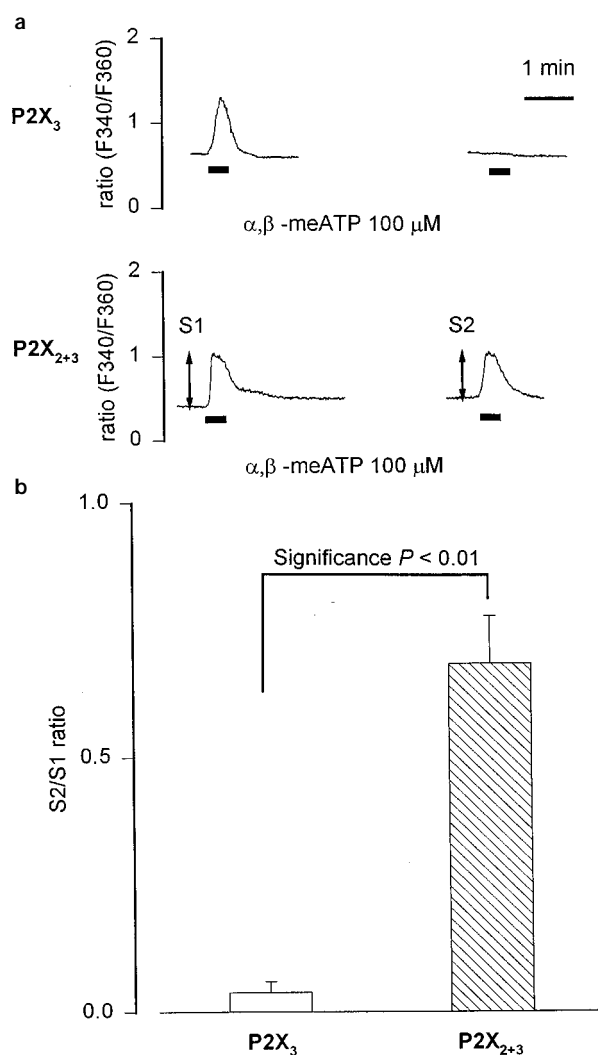 a
2
1 min
P2X3
ratio (F340/F360)
1
0
α,β -meATP 100 μM
2
S1
S2
P2X2+3
ratio (F340/F360)
1
0
α,β -meATP 100 μM
b
1.0
Significance P < 0.01
S2/S1 ratio
0.5
0.0
P2X3
P2X2+3